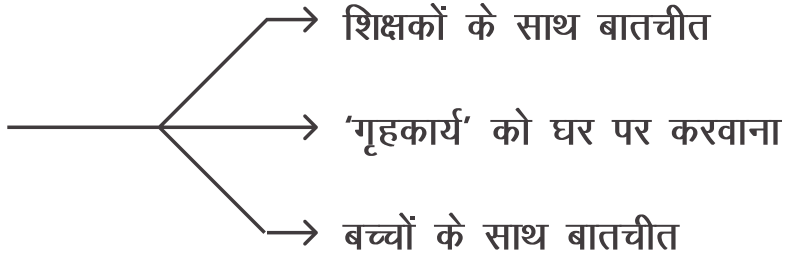 शिक्षकों के साथ बातचीत
‘गृहकार्य’ को घर पर करवाना
बच्चों के साथ बातचीत